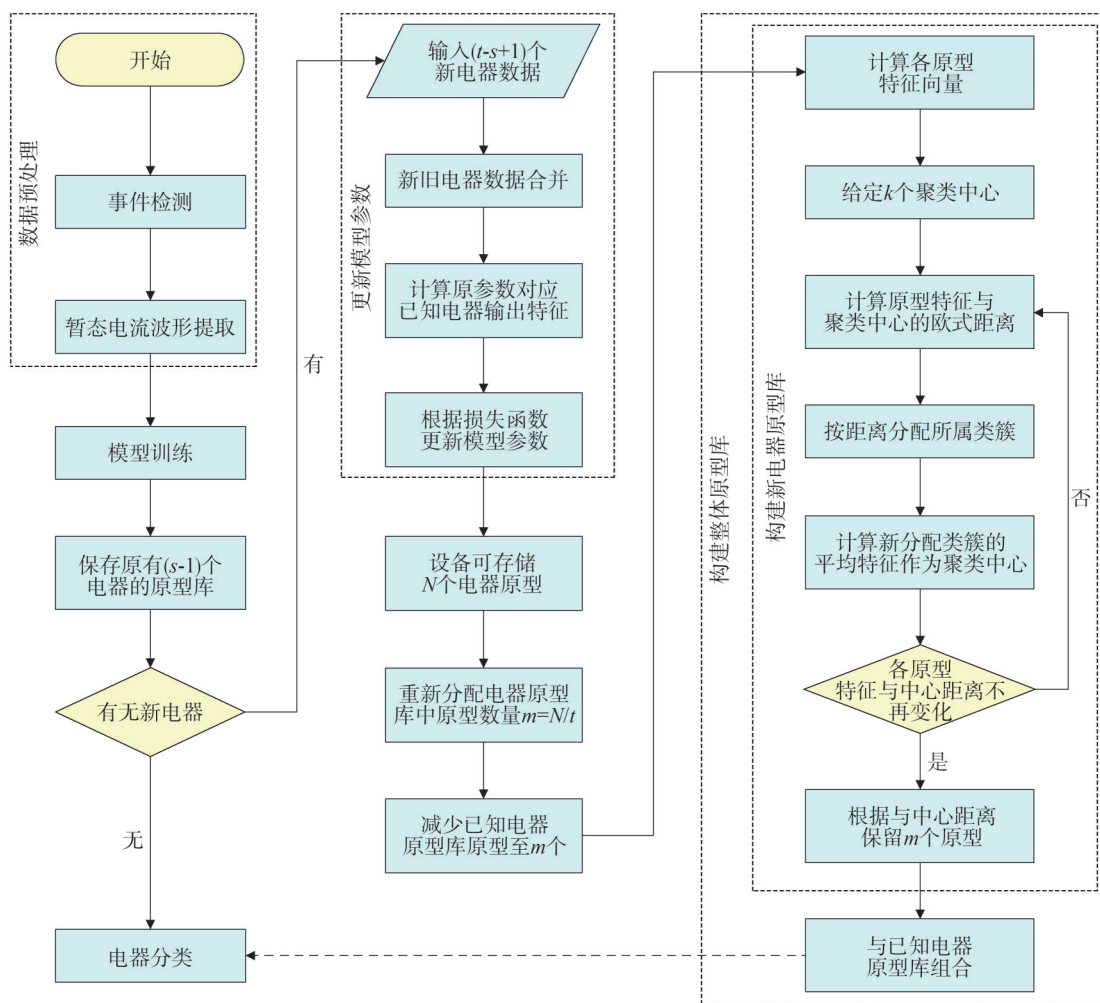 开始
事件检测
暂态电流波形提取
数据预处理
模型训练
保存原有(s-1)个
电器的原型库
有无新电器
有
无
电器分类
输入(t-s+1)个
新电器数据
新旧电器数据合并
计算原参数对应
已知电器输出特征
根据损失函数
更新模型参数
更新模型参数
设备可存储
N个电器原型
重新分配电器原型
库中原型数量m=N/t
减少已知电器
原型库原型至m个
计算各原型
特征向量
给定k个聚类中心
计算原型特征与
聚类中心的欧式距离
按距离分配所属类簇
计算新分配类簇的
平均特征作为聚类中心
各原型
特征与中心距离不
再变化
否
是
根据与中心距离
保留m个原型
构建新电器原型库
构建整体原型库
与已知电器
原型库组合